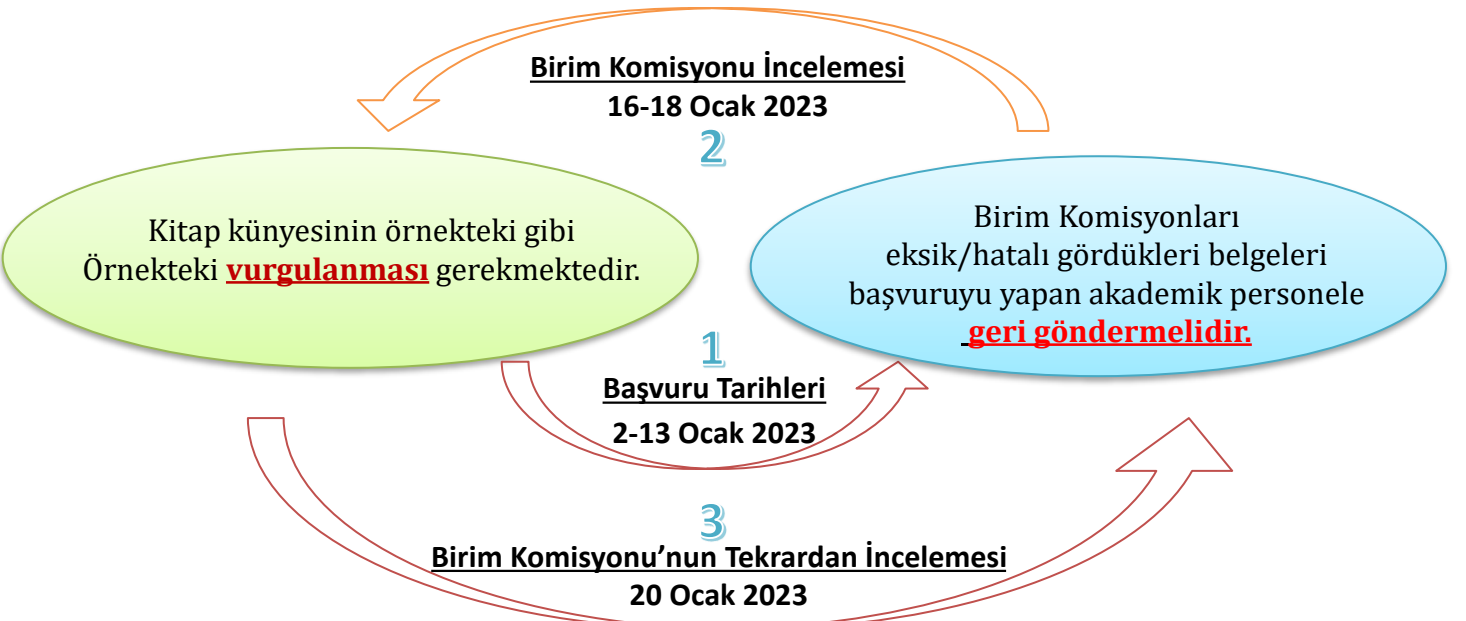 Birim Komisyonu İncelemesi
16-18 Ocak 2023
2
Kitap künyesinin örnekteki gibi
Örnekteki vurgulanması gerekmektedir.
Birim Komisyonları
eksik/hatalı gördükleri belgeleri
başvuruyu yapan akademik personele
geri göndermelidir.
1
Başvuru Tarihleri
2-13 Ocak 2023
3
Birim Komisyonu’nun Tekrardan İncelemesi
20 Ocak 2023